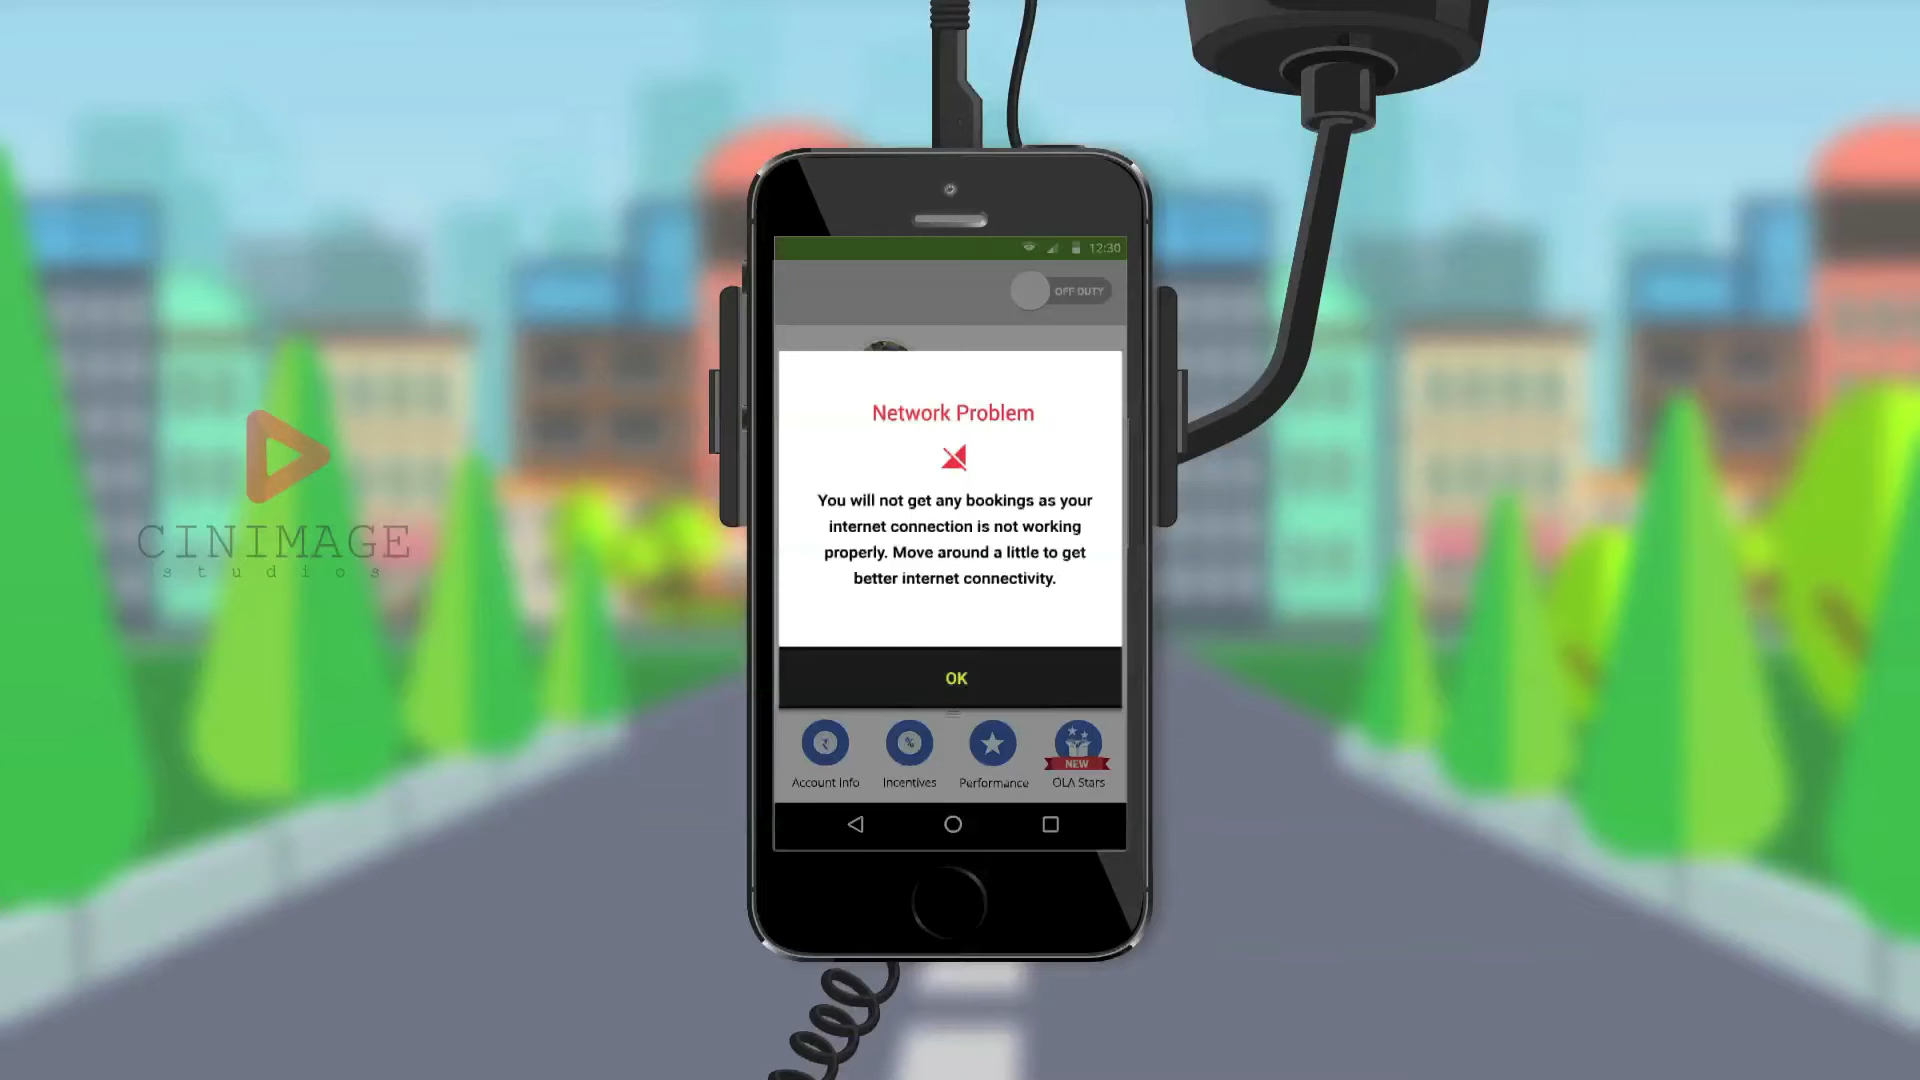 12:30
OFF DUTY
Network Problem
You will not get any bookings as your
internet connection is not working
properly. Move around a little to get
better internet connectivity.
OK
NEW
Account Info
Incentives
Performance
OLA Stars
CINIMAGE
studios